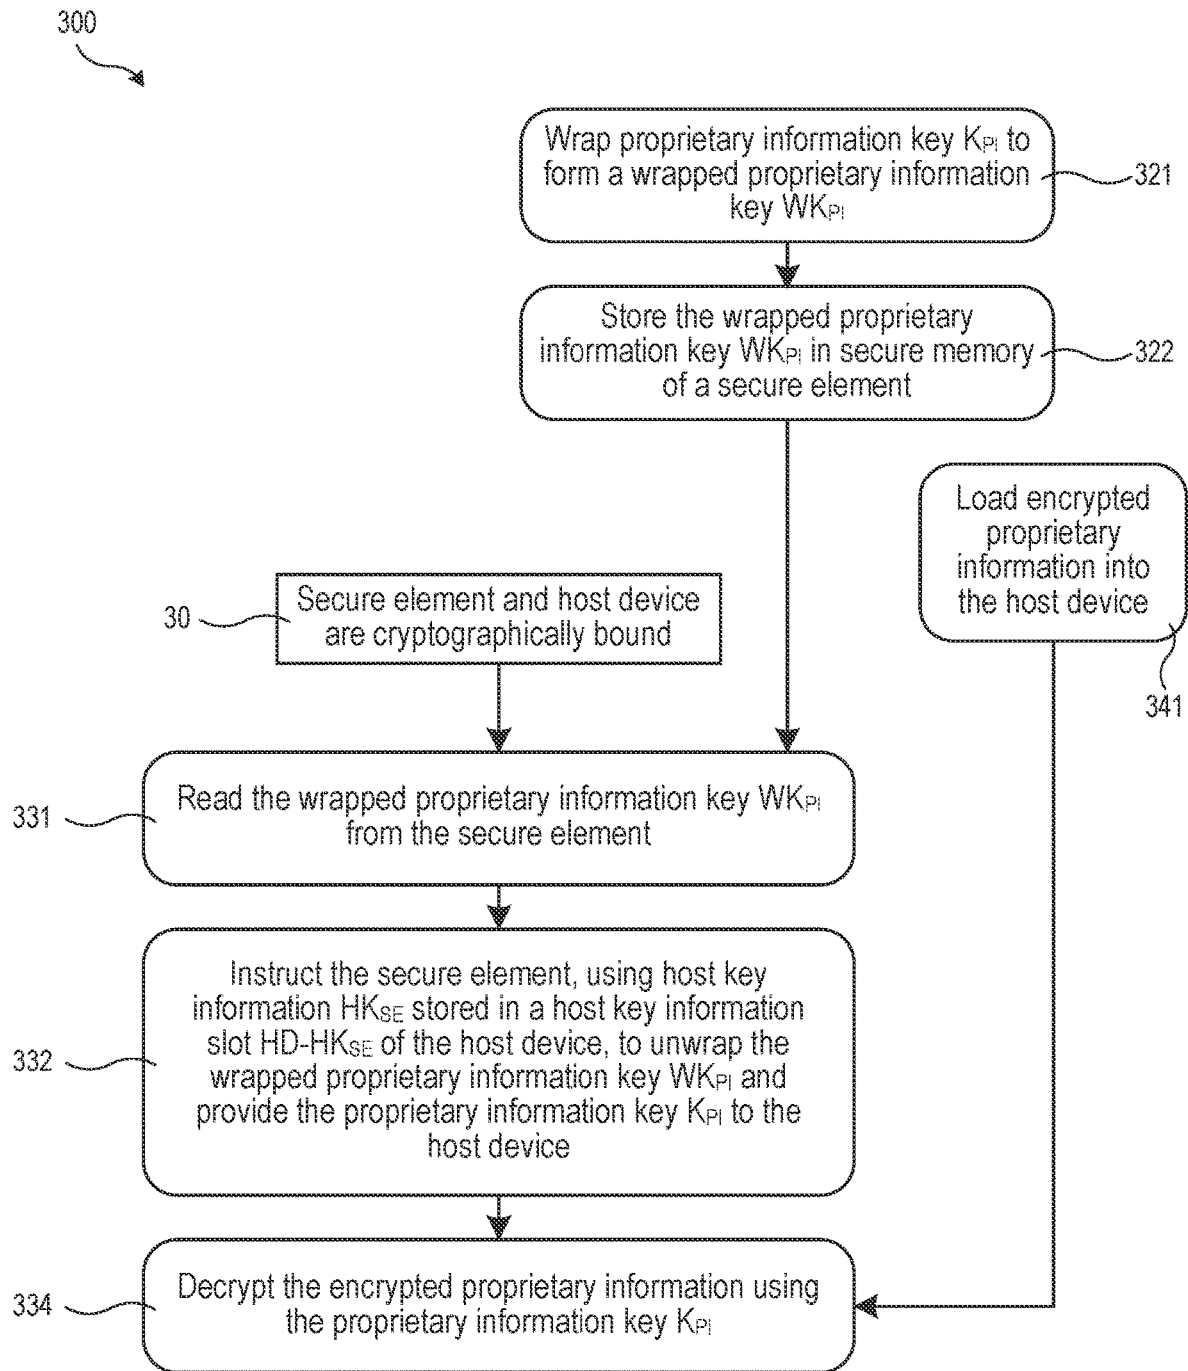 300
Wrap proprietary information key KPI to
form a wrapped proprietary information
key WKPI
321
Store the wrapped proprietary
information key WKPI in secure memory
of a secure element
322
Load encrypted
proprietary
information into
the host device
341
Secure element and host device
are cryptographically bound
30
Read the wrapped proprietary information key WKPI
from the secure element
331
Instruct the secure element, using host key
information HKSE stored in a host key information
slot HD-HKSE of the host device, to unwrap the
wrapped proprietary information key WKPI and
provide the proprietary information key KPI to the
host device
332
Decrypt the encrypted proprietary information using
the proprietary information key KPI
334